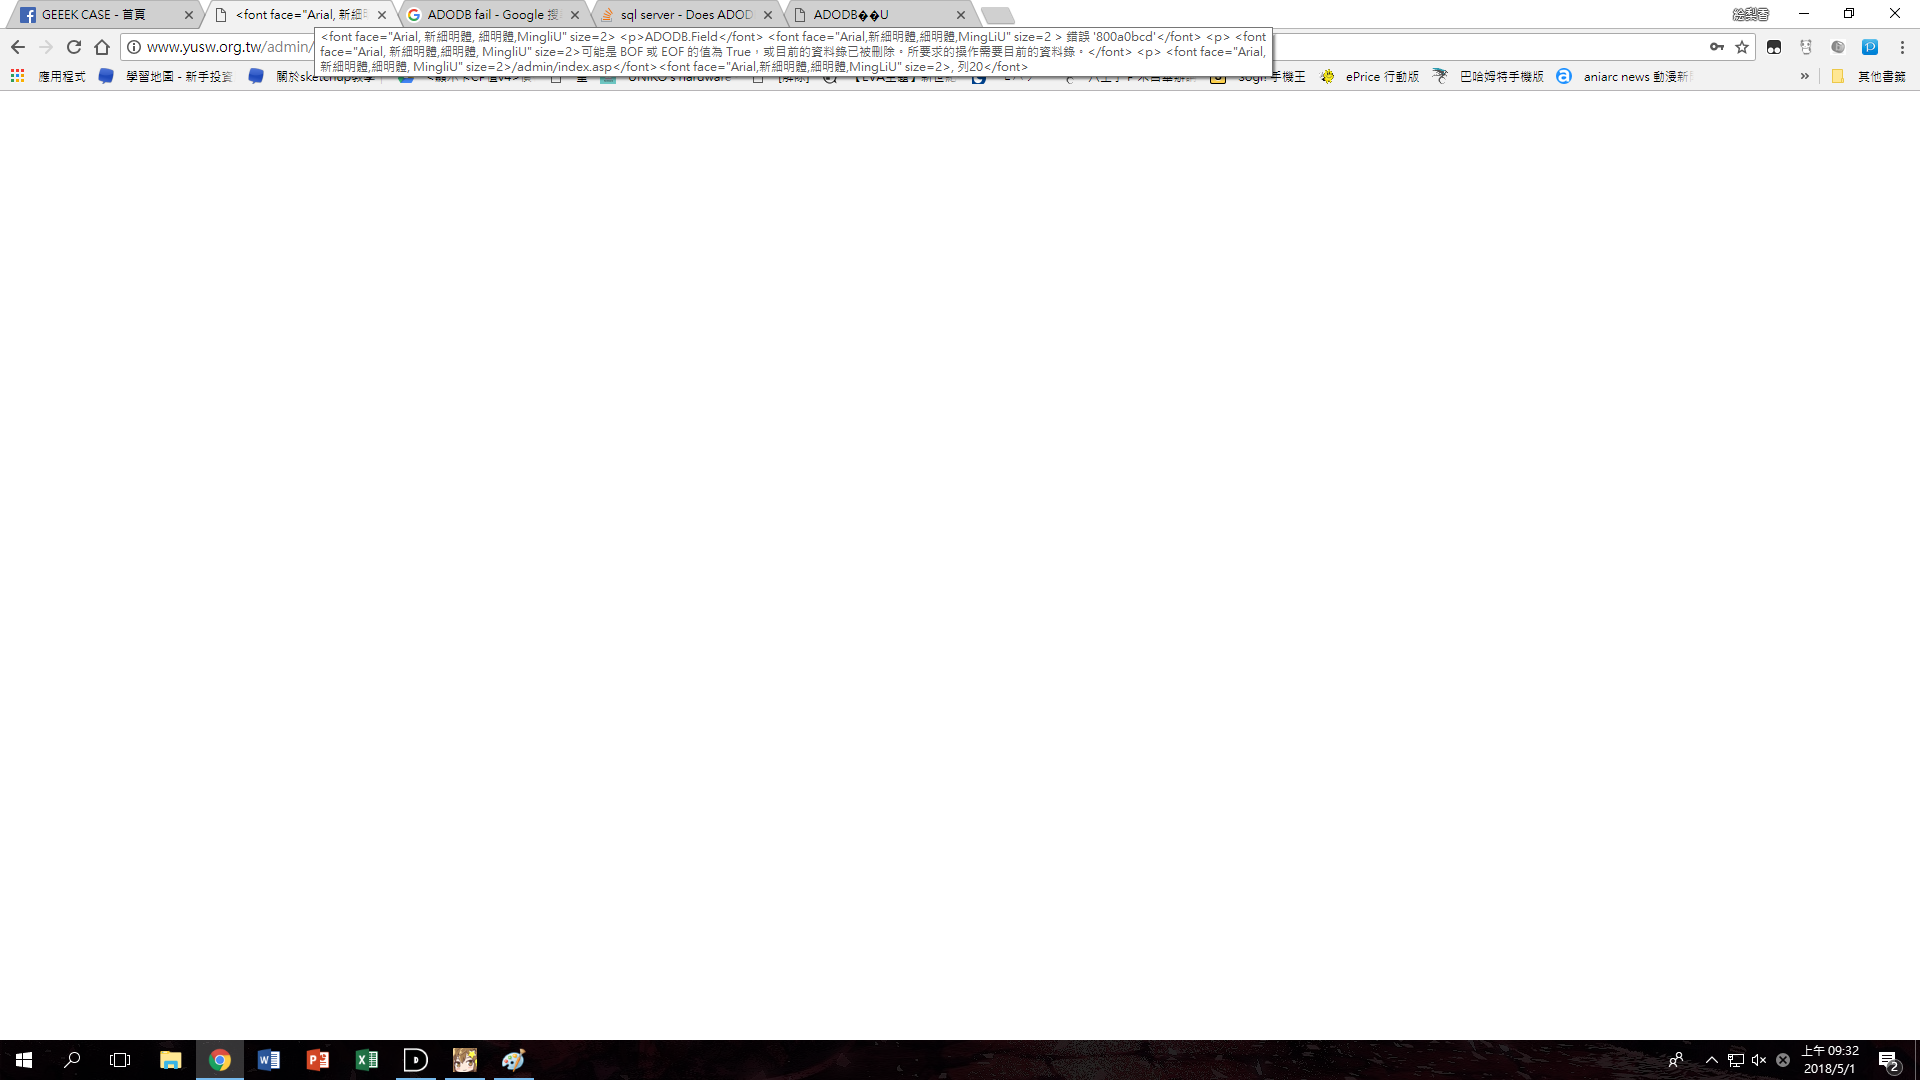 GEEEK CASE - 首頁
<font face="Arial, 新細明
ADODB fail - Google 搜
sql server - Does ADOD
ADODB��U
絵梨香
www.yusw.org.tw/admin/
<font face="Arial, 新細明體, 細明體,MingliU" size=2> <p>ADODB.Field</font> <font face="Arial,新細明體,細明體,MingLiU" size=2 > 錯誤 '800a0bcd'</font> <p> <font
face="Arial, 新細明體,細明體, MingliU" size=2>可能是 BOF 或 EOF 的值為 True，或目前的資料錄已被刪除。所要求的操作需要目前的資料錄。</font> <p> <font face="Arial,
新細明體,細明體, MingliU" size=2>/admin/index.asp</font><font face="Arial,新細明體,細明體,MingLiU" size=2>, 列20</font>
應用程式
學習地圖 - 新手投資
關於sketchup教學
UNIKO's hardware
手機王
ePrice 行動版
巴哈姆特手機版
aniarc news 動漫新
»
其他書籤
上午 09:32
2018/5/1
2